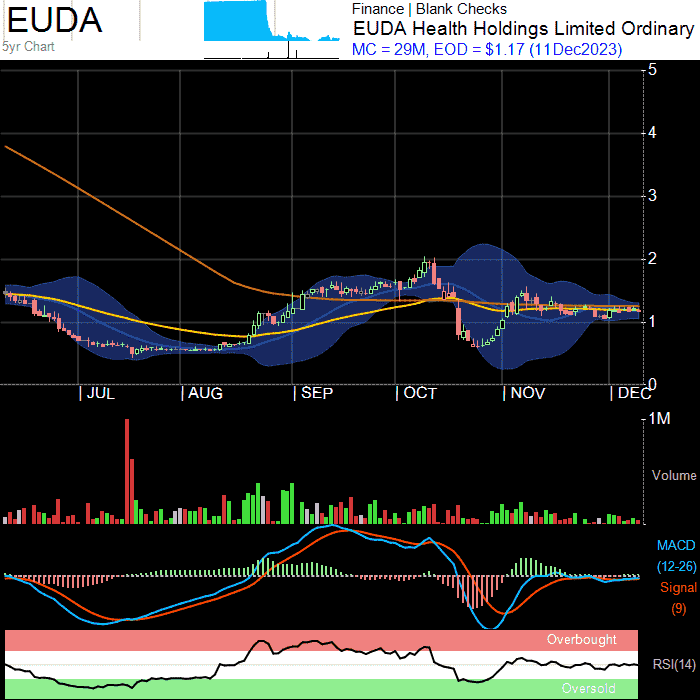 EUDA
5yr Chart
Finance | Blank Checks
EUDA Health Holdings Limited Ordinary
MC = 29M, EOD = $1.17 (11Dec2023)
5
4
3
2
1
0
| JUL | AUG | SEP | OCT | NOV | DEC
1M
Volume
MACD
(12-26)
Signal
(9)
Overbought
RSI(14)
Oversold